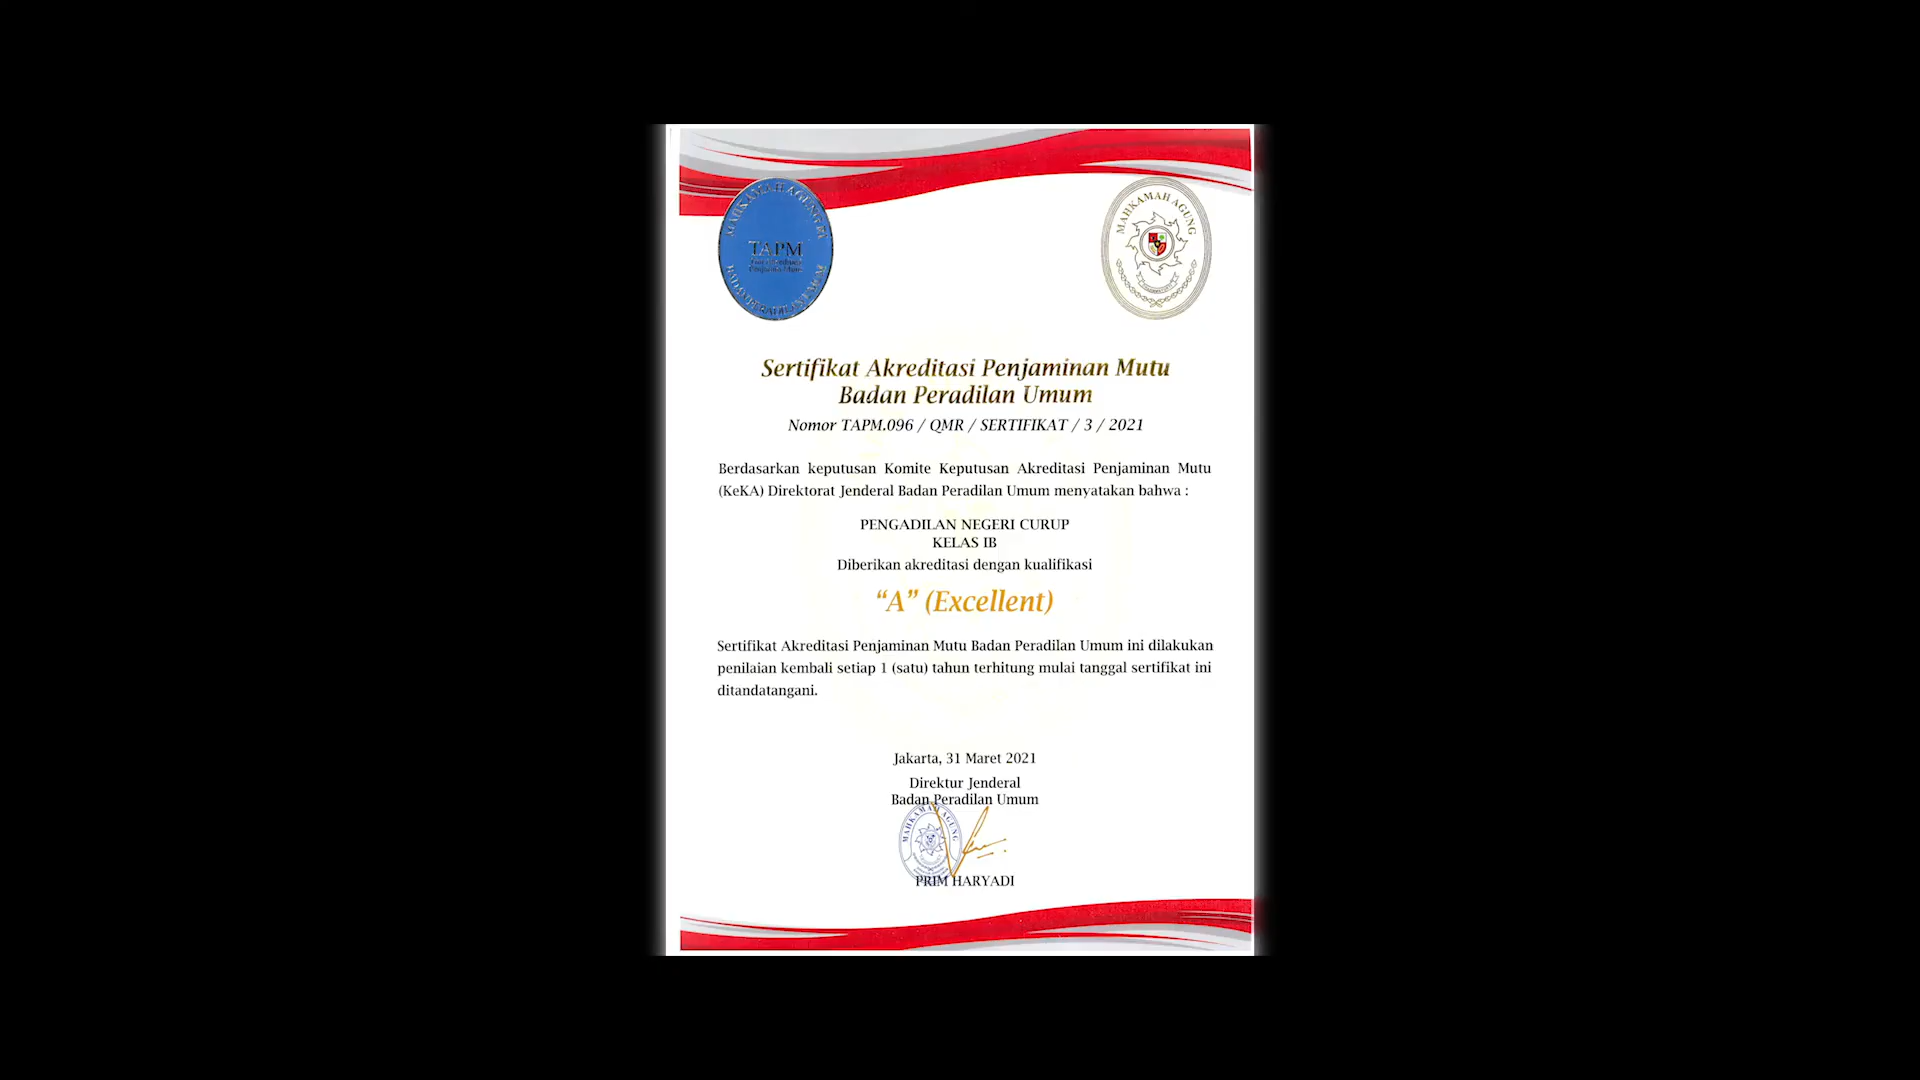 TAPM
MAHKAMAH AGUNG
Sertifikat Akreditasi Penjaminan Mutu
Badan Peradilan Umum
Nomor TAPM.096 / QMR / SERTIFIKAT / 3 / 2021
Berdasarkan keputusan Komite Keputusan Akreditasi Penjaminan Mutu
(KeKA) Direktorat Jenderal Badan Peradilan Umum menyatakan bahwa :
PENGADILAN NEGERI CURUP
KELAS IB
Diberikan akreditasi dengan kualifikasi
“A” (Excellent)
Sertifikat Akreditasi Penjaminan Mutu Badan Peradilan Umum ini dilakukan
penilaian kembali setiap 1 (satu) tahun terhitung mulai tanggal sertifikat ini
ditandatangani.
Jakarta, 31 Maret 2021
Direktur Jenderal
Badan Peradilan Umum
MAHKAMAH AGUNG
PRIM HARYADI